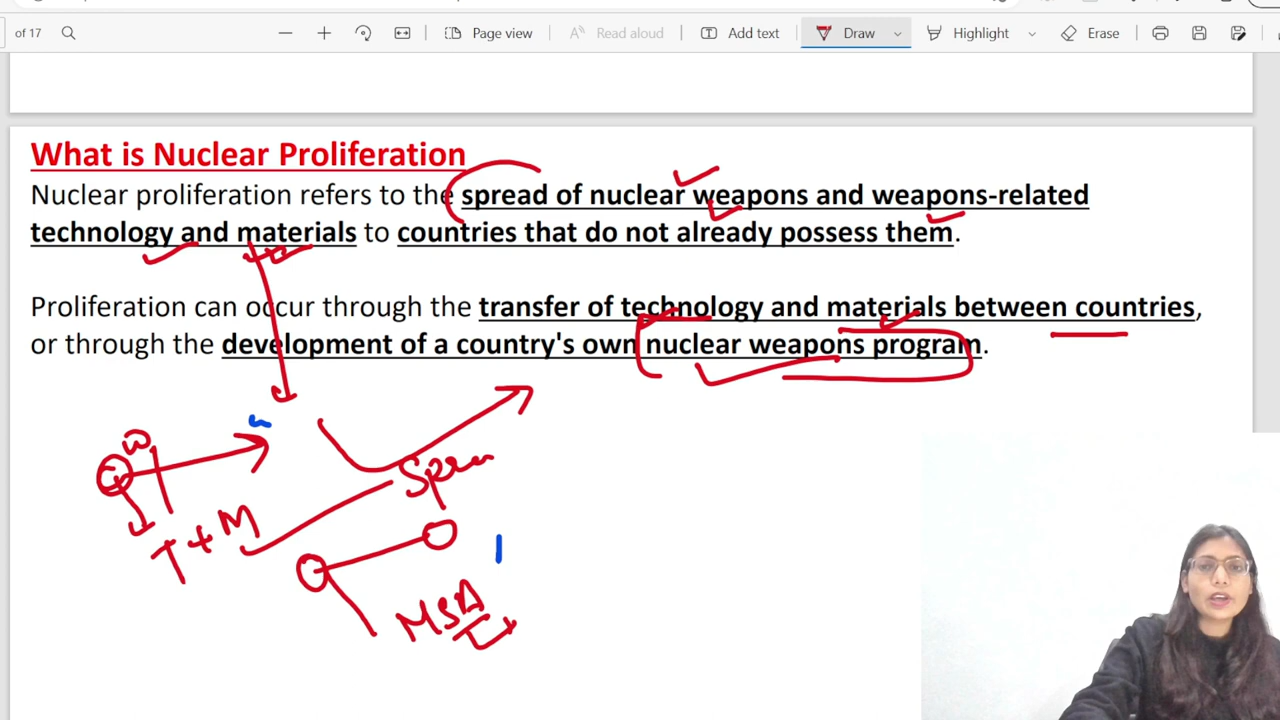 of 17 Page view Read aloud Add text Draw Highlight Erase
What is Nuclear Proliferation
Nuclear proliferation refers to the spread of nuclear weapons and weapons-related
technology and materials to countries that do not already possess them.
Proliferation can occur through the transfer of technology and materials between countries,
or through the development of a country's own nuclear weapons program.
T + M